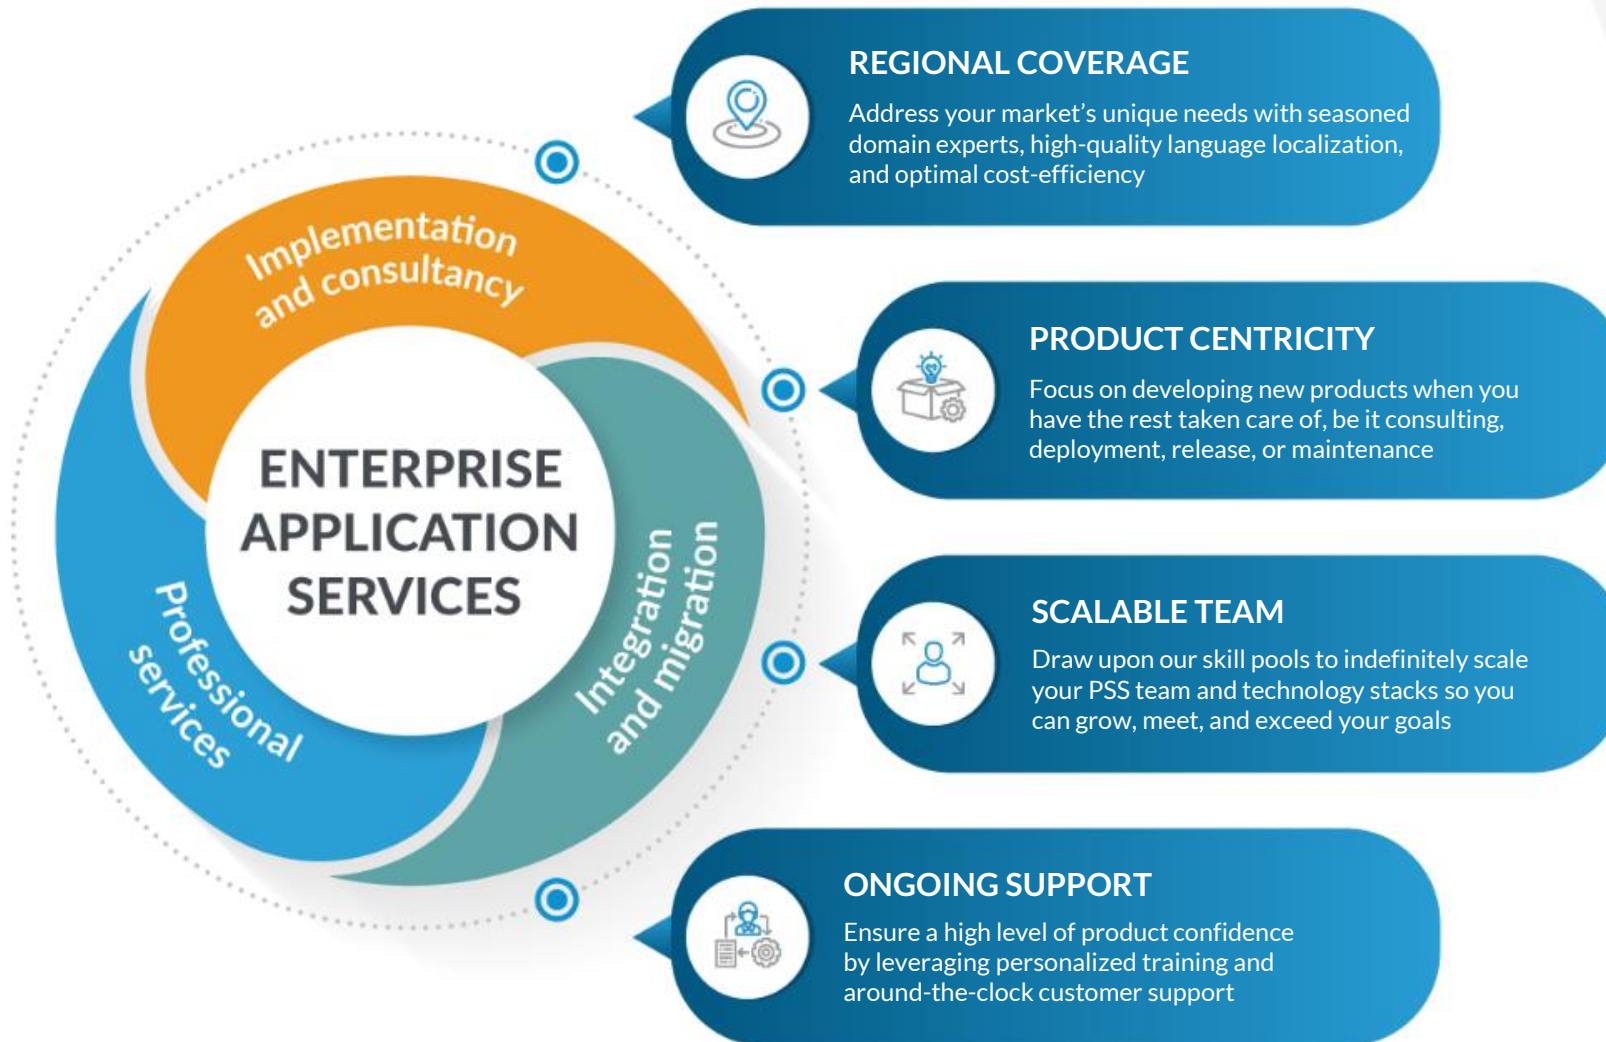 Implementation
and consultancy
ENTERPRISE
APPLICATION
SERVICES
Professional
services
Integration
and migration
REGIONAL COVERAGE
Address your market’s unique needs with seasoned
domain experts, high-quality language localization,
and optimal cost-efficiency
PRODUCT CENTRICITY
Focus on developing new products when you
have the rest taken care of, be it consulting,
deployment, release, or maintenance
SCALABLE TEAM
Draw upon our skill pools to indefinitely scale
your PSS team and technology stacks so you
can grow, meet, and exceed your goals
ONGOING SUPPORT
Ensure a high level of product confidence
by leveraging personalized training and
around-the-clock customer support